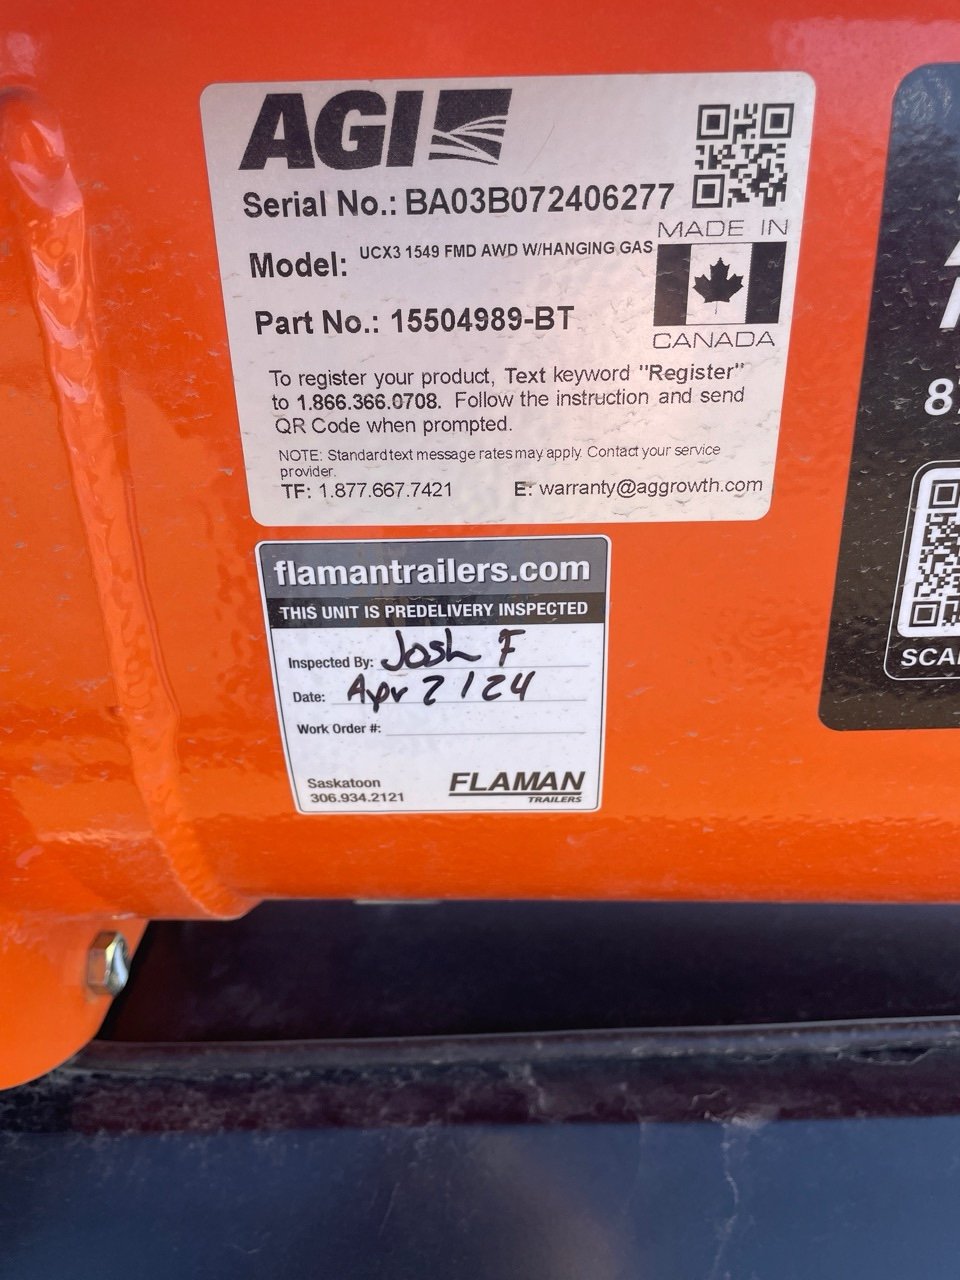 AGI
Serial No.: BA03B072406277
MADE IN
Model: UCX3 1549 FMD AWD W/HANGING GAS
Part No.: 15504989-BT
CANADA
To register your product, Text keyword "Register"
to 1.866.366.0708. Follow the instruction and send
QR Code when prompted.
NOTE: Standard text message rates may apply. Contact your service
provider.
TF: 1.877.667.7421 E: warranty@aggrowth.com
flamantrailers.com
THIS UNIT IS PREDELIVERY INSPECTED
Inspected By: Josh F
Date: Apr 2/24
Work Order #:
Saskatoon
306.934.2121
FLAMAN
TRAILERS